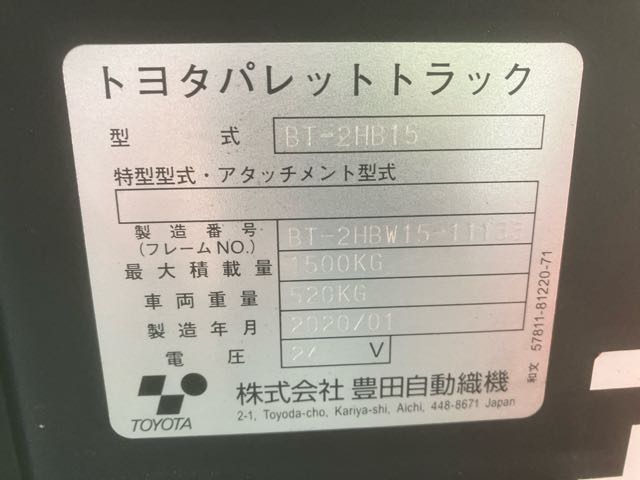 トヨタパレットトラック
型 式 BT-2HB15
特型型式・アタッチメント型式
製造番号
(フレームNO.)
最大積載量 1500KG
車両重量 520KG
製造年月 2020/01
電 圧 V
TOYOTA
株式会社 豊田自動織機
2-1, Toyoda-cho, Kariya-shi, Aichi, 448-8671 Japan
和文 57811-81220-71